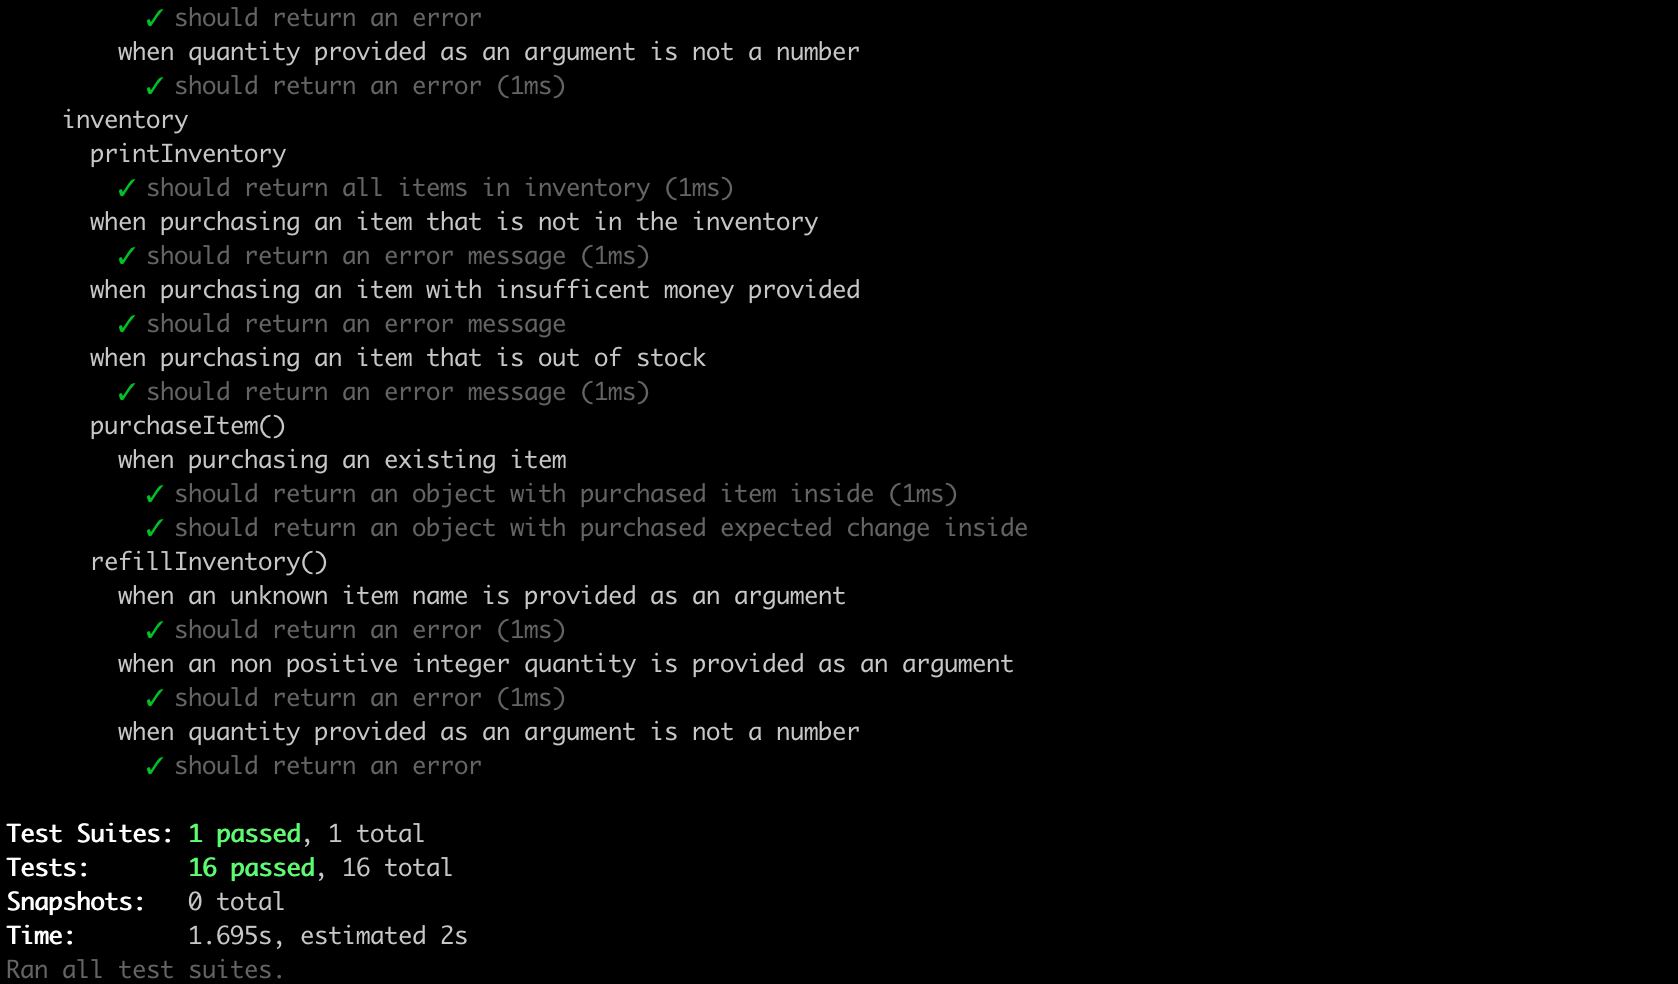 ✓ should return an error
when quantity provided as an argument is not a number
✓ should return an error (1ms)
inventory
printInventory
✓ should return all items in inventory (1ms)
when purchasing an item that is not in the inventory
✓ should return an error message (1ms)
when purchasing an item with insufficent money provided
✓ should return an error message
when purchasing an item that is out of stock
✓ should return an error message (1ms)
purchaseItem()
when purchasing an existing item
✓ should return an object with purchased item inside (1ms)
✓ should return an object with purchased expected change inside
refillInventory()
when an unknown item name is provided as an argument
✓ should return an error (1ms)
when an non positive integer quantity is provided as an argument
✓ should return an error (1ms)
when quantity provided as an argument is not a number
✓ should return an error
Test Suites: 1 passed, 1 total
Tests: 16 passed, 16 total
Snapshots: 0 total
Time: 1.695s, estimated 2s
Ran all test suites.